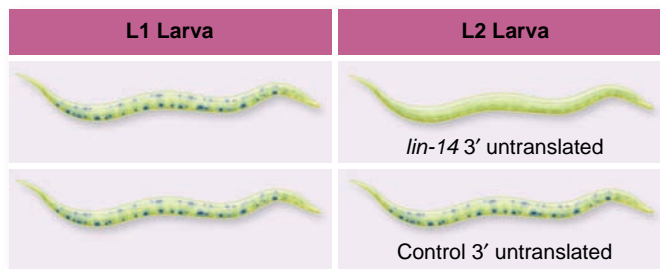 L1 Larva
L2 Larva
lin-14 3′ untranslated
Control 3′ untranslated